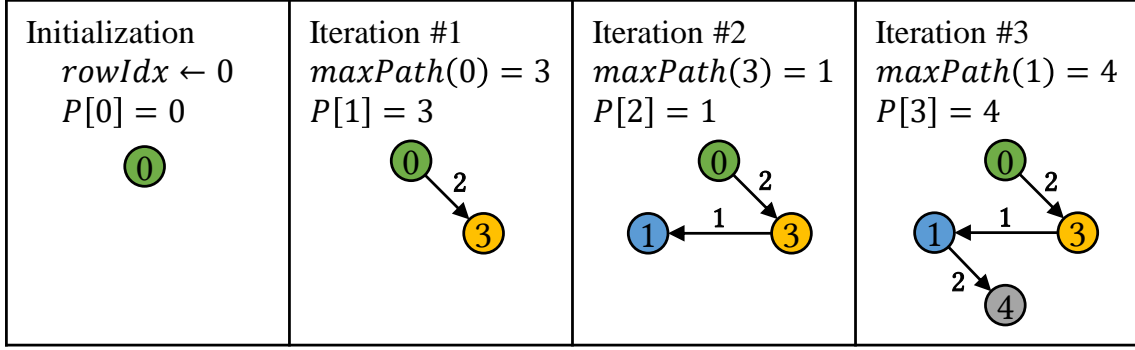 Initialization
rowIdx ← 0
P[0] = 0
0
Iteration #1
maxPath(0) = 3
P[1] = 3
0
2
3
Iteration #2
maxPath(3) = 1
P[2] = 1
0
2
1
1
3
Iteration #3
maxPath(1) = 4
P[3] = 4
0
2
1
1
3
2
4